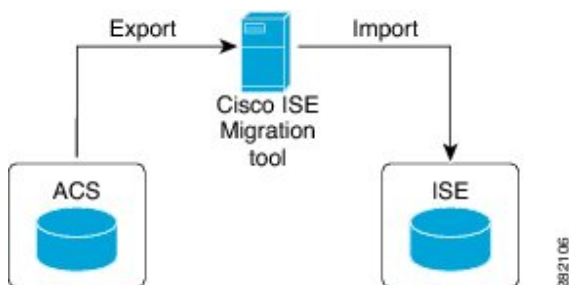 Export
Import
Cisco ISE
Migration
tool
ACS
ISE
282106